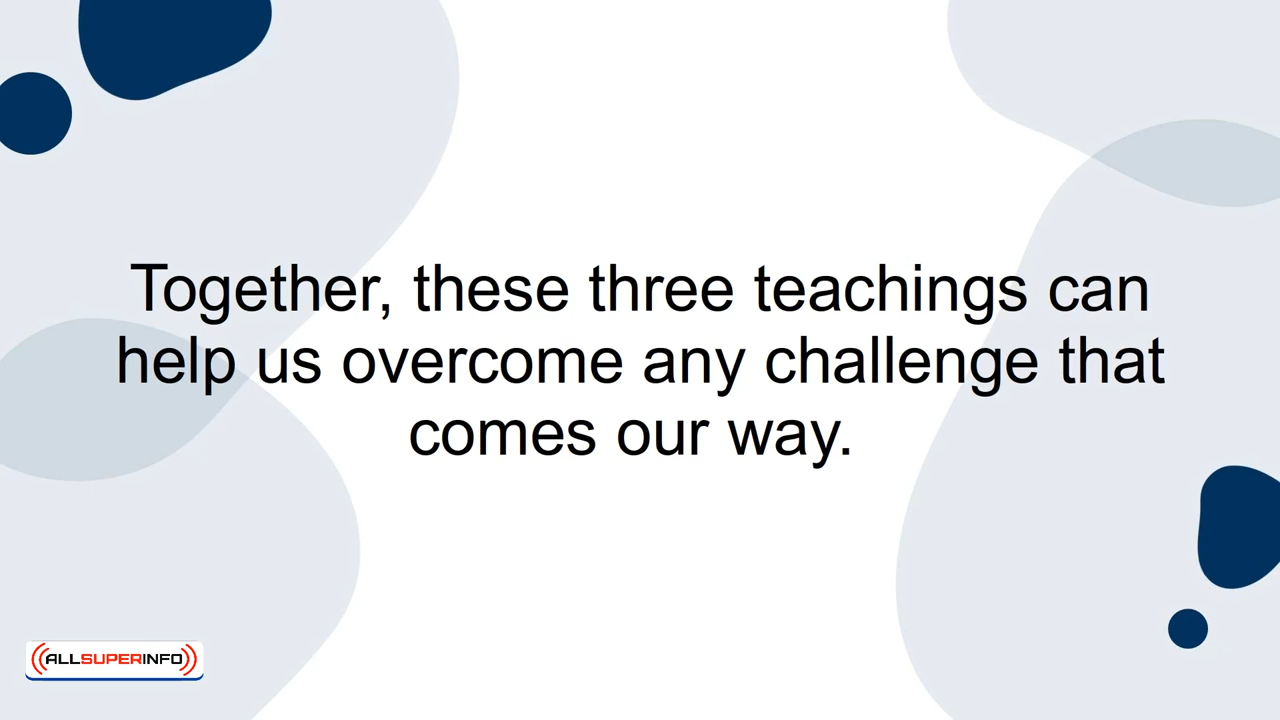 Together, these three teachings can
help us overcome any challenge that
comes our way.
ALLSUPERINFO